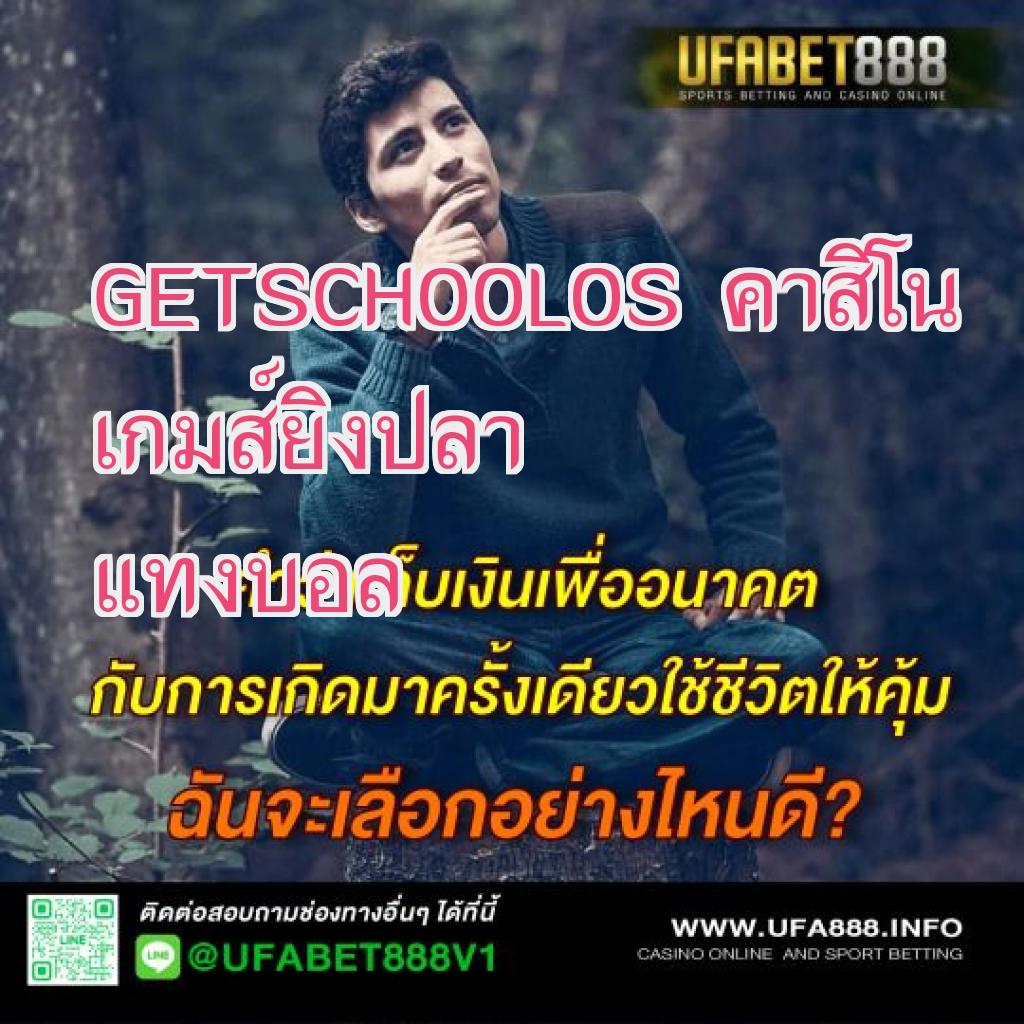 UFABET888
SPORTS BETTING AND CASINO ONLINE
GETSCHOOLOS คาสิโน
เกมส์ยิงปลา
แทงบอล
เงินเพื่ออนาคต
กับการเกิดมาครั้งเดียวใช้ชีวิตให้คุ้ม
ฉันจะเลือกอย่างไหนดี?
ติดต่อสอบถามช่องทางอื่นๆ ได้ที่นี้
LINE
LINE @UFABET888V1
WWW.UFA888.INFO
CASINO ONLINE AND SPORT BETTING